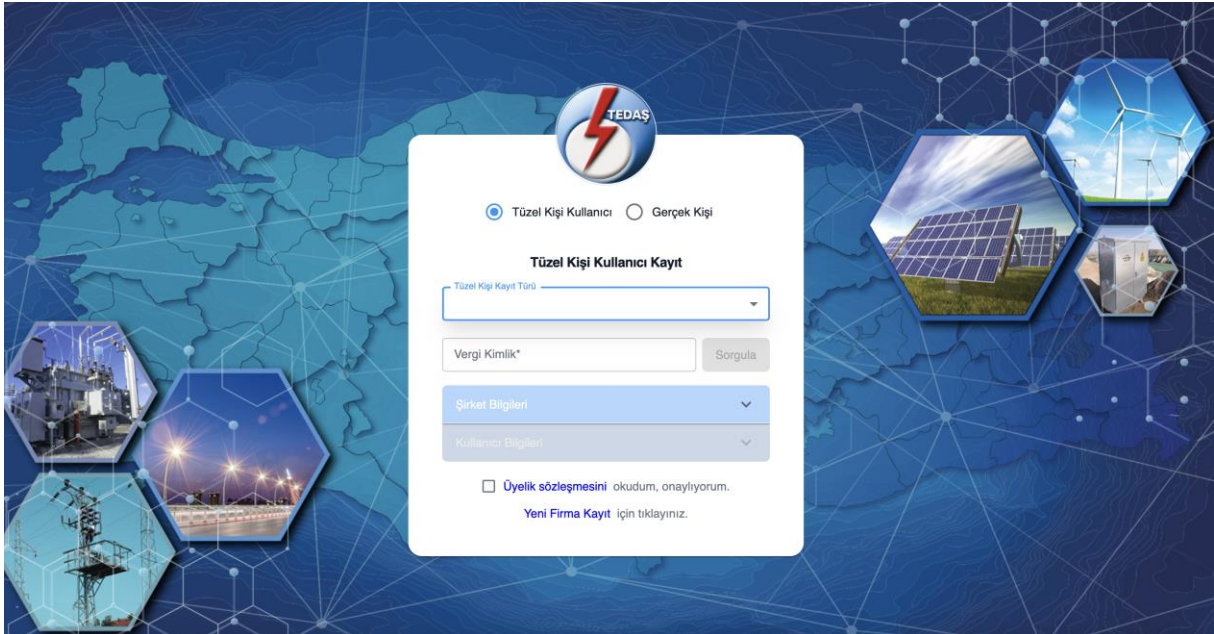 TEDAŞ
Tüzel Kişi Kullanıcı Gerçek Kişi
Tüzel Kişi Kullanıcı Kayıt
Tüzel Kişi Kayıt Türü
Vergi Kimlik* Sorgula
Şirket Bilgileri
Kullanıcı Bilgileri
Üyelik sözleşmesini okudum, onaylıyorum.
Yeni Firma Kayıt için tıklayınız.